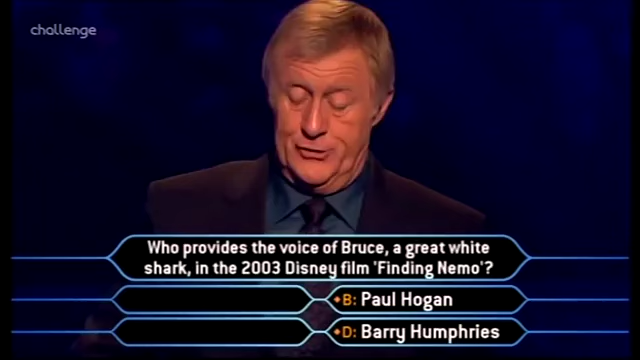 challenge
Who provides the voice of Bruce, a great white
shark, in the 2003 Disney film 'Finding Nemo'?
B: Paul Hogan
D: Barry Humphries